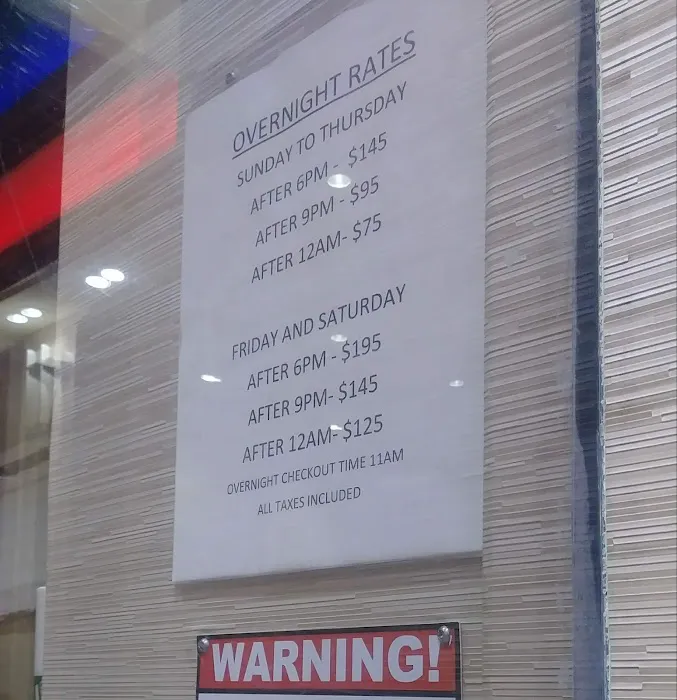 OVERNIGHT RATES
SUNDAY TO THURSDAY
AFTER 6PM - $145
AFTER 9PM - $95
AFTER 12AM- $75
FRIDAY AND SATURDAY
AFTER 6PM - $195
AFTER 9PM- $145
AFTER 12AM- $125
OVERNIGHT CHECKOUT TIME 11AM
ALL TAXES INCLUDED
WARNING!